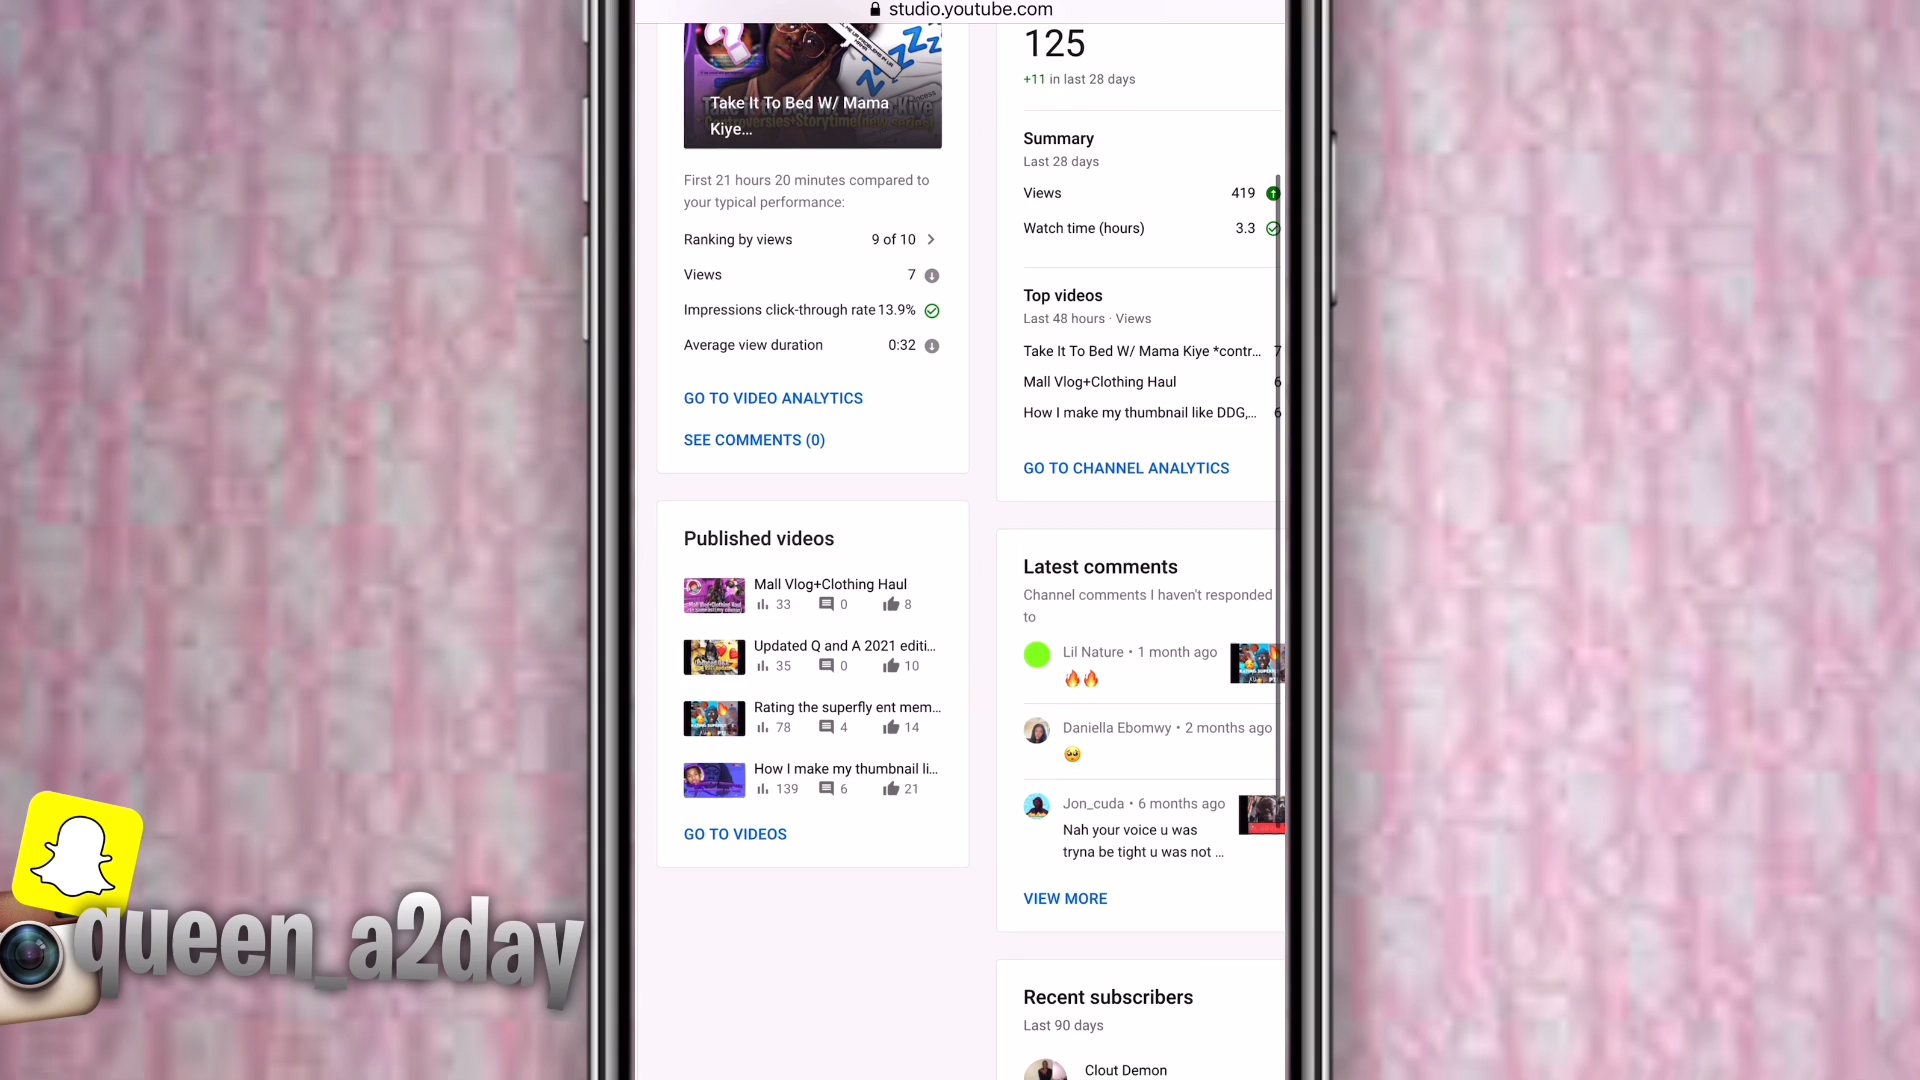 studio.youtube.com
Take It To Bed W/ Mama
Kiye...
First 21 hours 20 minutes compared to
your typical performance:
Ranking by views 9 of 10
Views 7
Impressions click-through rate 13.9%
Average view duration 0:32
GO TO VIDEO ANALYTICS
SEE COMMENTS (0)
Published videos
Mall Vlog+Clothing Haul
33 0 8
Updated Q and A 2021 editi...
35 0 10
Rating the superfly ent mem...
78 4 14
How I make my thumbnail li...
139 6 21
GO TO VIDEOS
125
+11 in last 28 days
Summary
Last 28 days
Views 419
Watch time (hours) 3.3
Top videos
Last 48 hours · Views
Take It To Bed W/ Mama Kiye *contr... 7
Mall Vlog+Clothing Haul 6
How I make my thumbnail like DDG,... 6
GO TO CHANNEL ANALYTICS
Latest comments
Channel comments I haven't responded
to
Lil Nature • 1 month ago
🔥🔥
Daniella Ebomwy • 2 months ago
🥺
Jon_cuda • 6 months ago
Nah your voice u was
tryna be tight u was not ...
VIEW MORE
Recent subscribers
Last 90 days
Clout Demon
queen_a2day